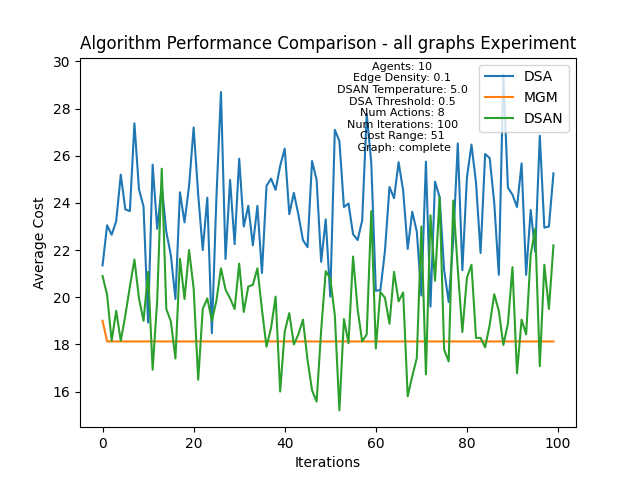 Algorithm Performance Comparison - all graphs Experiment
Agents: 10
Edge Density: 0.1
DSAN Temperature: 5.0
DSA Threshold: 0.5
Num Actions: 8
Num Iterations: 100
Cost Range: 51
Graph: complete
DSA
MGM
DSAN
Average Cost
30
28
26
24
22
20
18
16
0
20
40
60
80
100
Iterations